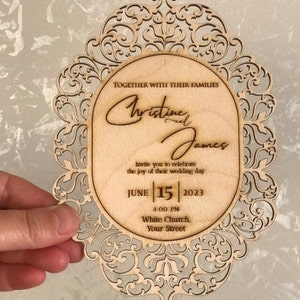 TOGETHER WITH THEIR FAMILIES
Christine
and
James
Invite you to celebrate
the joy of their wedding day
JUNE | 15 | 2023
4:00 PM
White Church,
Your Street